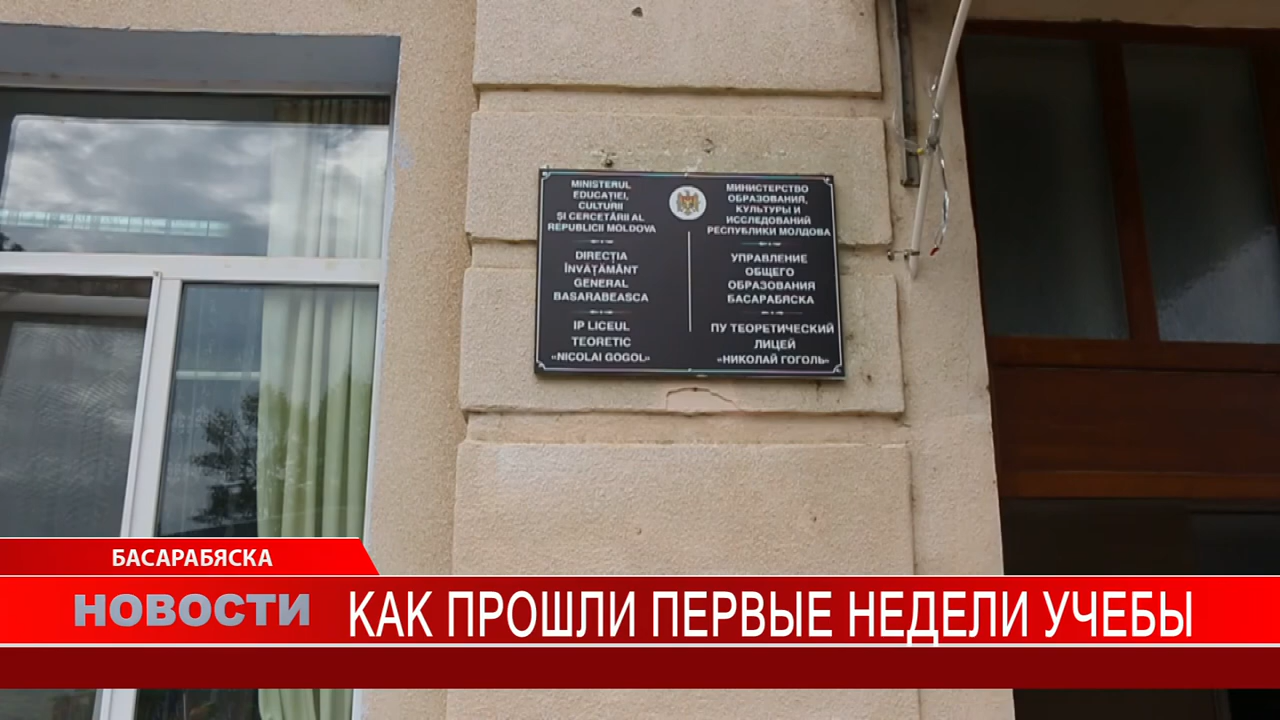 MINISTERUL
EDUCAȚIEI,
CULTURII
ȘI CERCETĂRII AL
REPUBLICII MOLDOVA
DIRECȚIA
ÎNVĂȚĂMÂNT
GENERAL
BASARABEASCA
IP LICEUL
TEORETIC
«NICOLAI GOGOL»
МИНИСТЕРСТВО
ОБРАЗОВАНИЯ,
КУЛЬТУРЫ И
ИССЛЕДОВАНИЙ
РЕСПУБЛИКИ МОЛДОВА
УПРАВЛЕНИЕ
ОБЩЕГО
ОБРАЗОВАНИЯ
БАСАРАБЯСКА
ПУ ТЕОРЕТИЧЕСКИЙ
ЛИЦЕЙ
«НИКОЛАЙ ГОГОЛЬ»
БАСАРАБЯСКА
НОВОСТИ
КАК ПРОШЛИ ПЕРВЫЕ НЕДЕЛИ УЧЕБЫ